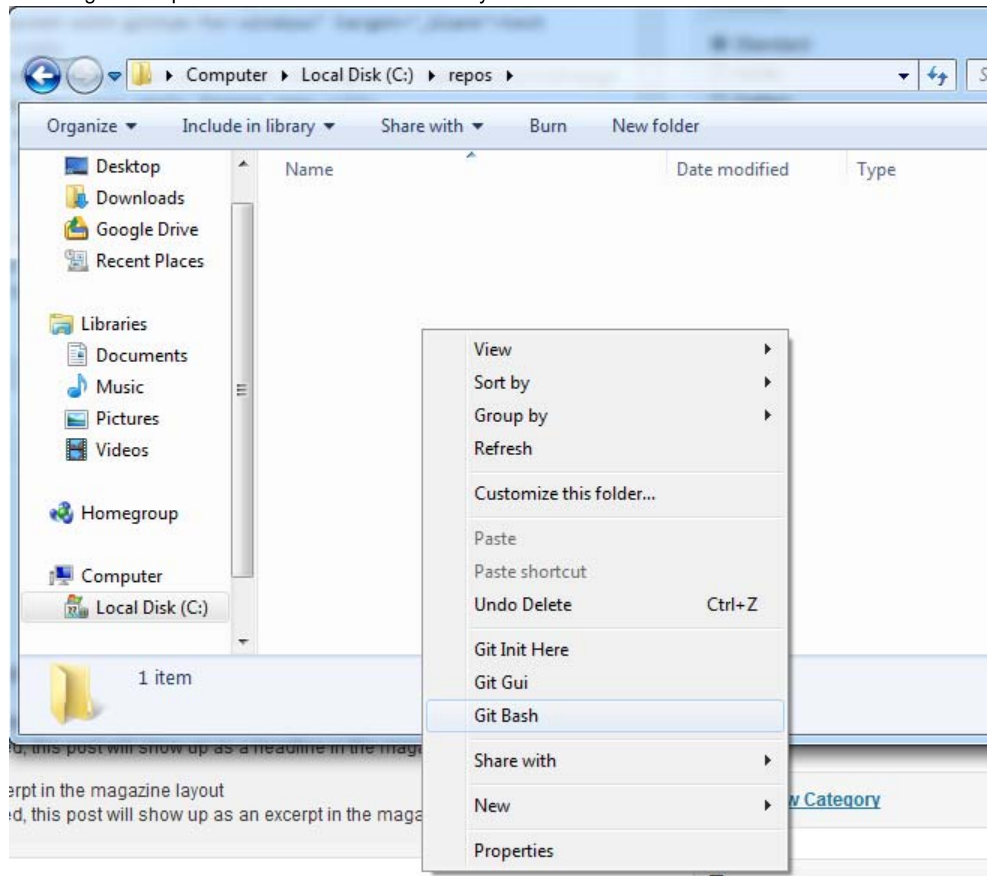 Computer ▸ Local Disk (C:) ▸ repos ▸
Organize Include in library Share with Burn New folder
Name Date modified Type
Desktop
Downloads
Google Drive
Recent Places
Libraries
Documents
Music
Pictures
Videos
Homegroup
Computer
Local Disk (C:)
1 item
View
Sort by
Group by
Refresh
Customize this folder...
Paste
Paste shortcut
Undo Delete Ctrl+Z
Git Init Here
Git Gui
Git Bash
Share with
New
Properties
this post will show up as a headline in the
in the magazine layout
this post will show up as an excerpt in the
Category